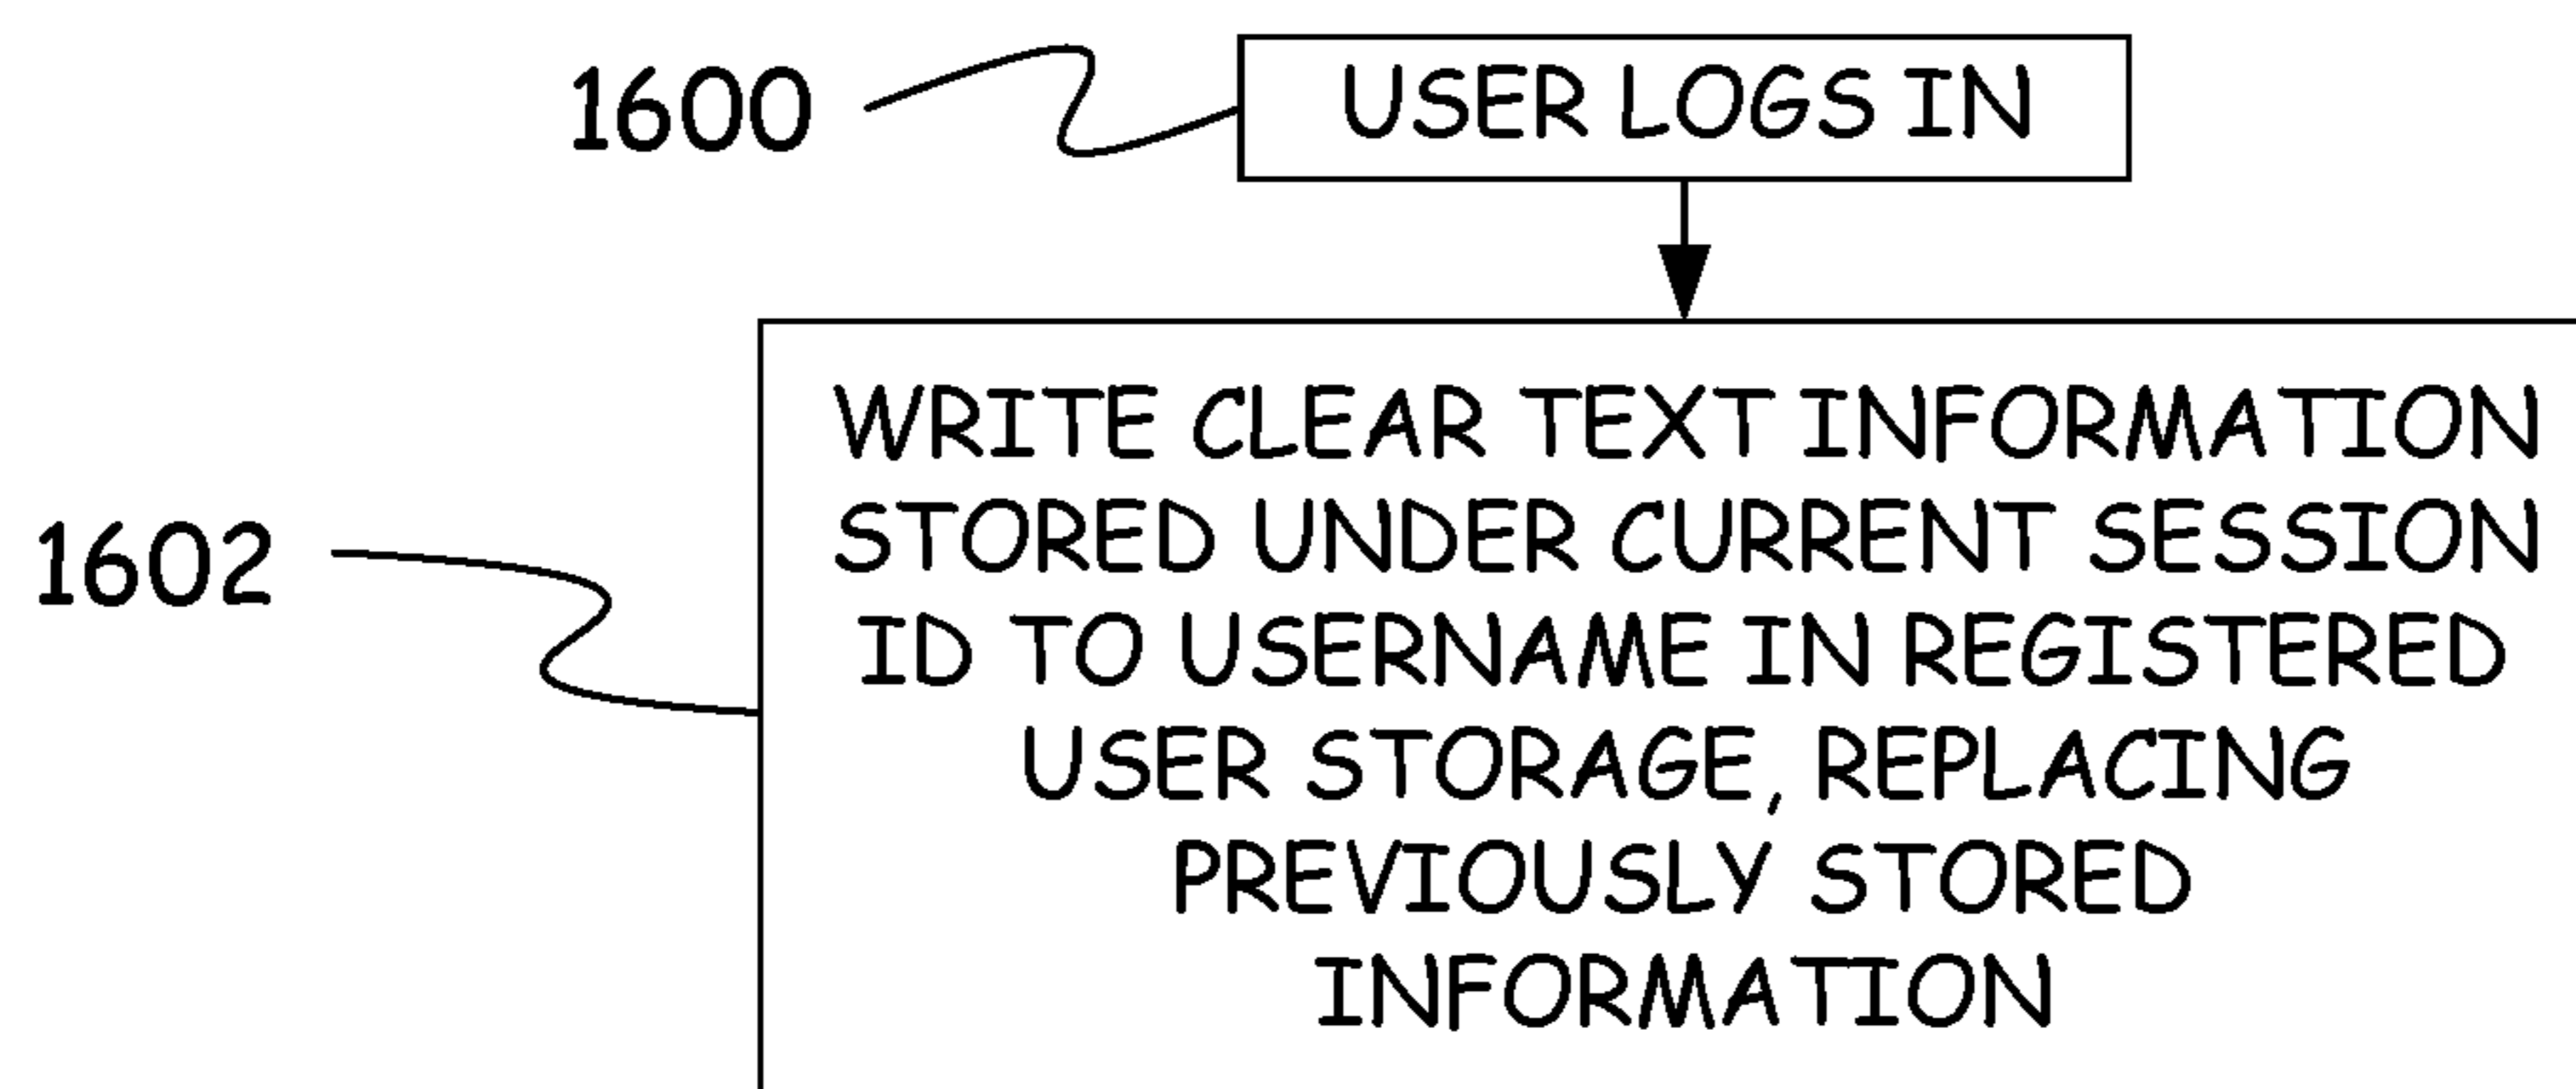 1600
USER LOGS IN
1602
WRITE CLEAR TEXT INFORMATION
STORED UNDER CURRENT SESSION
ID TO USERNAME IN REGISTERED
USER STORAGE, REPLACING
PREVIOUSLY STORED
INFORMATION